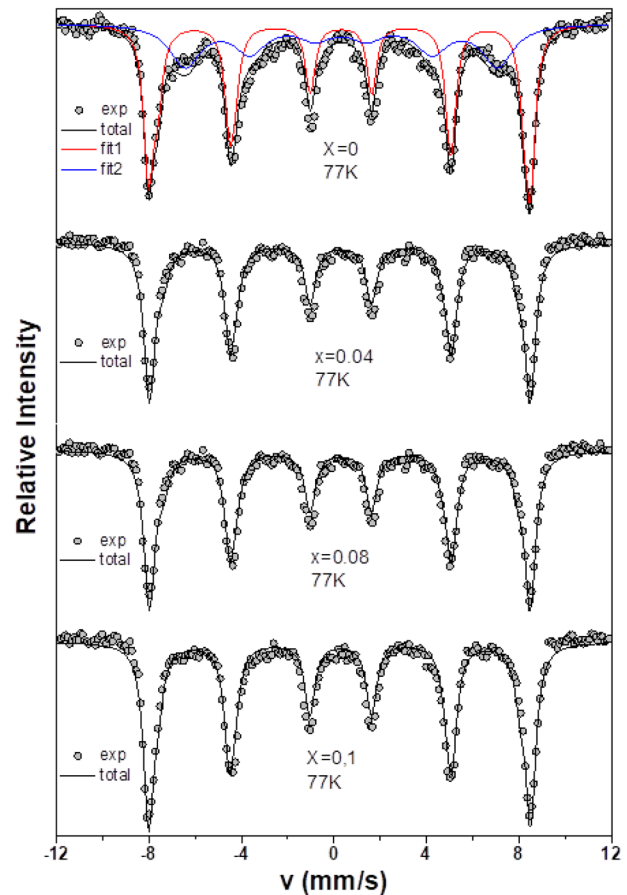 exp
total
fit1
fit2
X=0
77K
exp
total
x=0.04
77K
exp
total
x=0.08
77K
exp
total
X=0,1
77K
Relative Intensity
-12 -8 -4 0 4 8 12
v (mm/s)